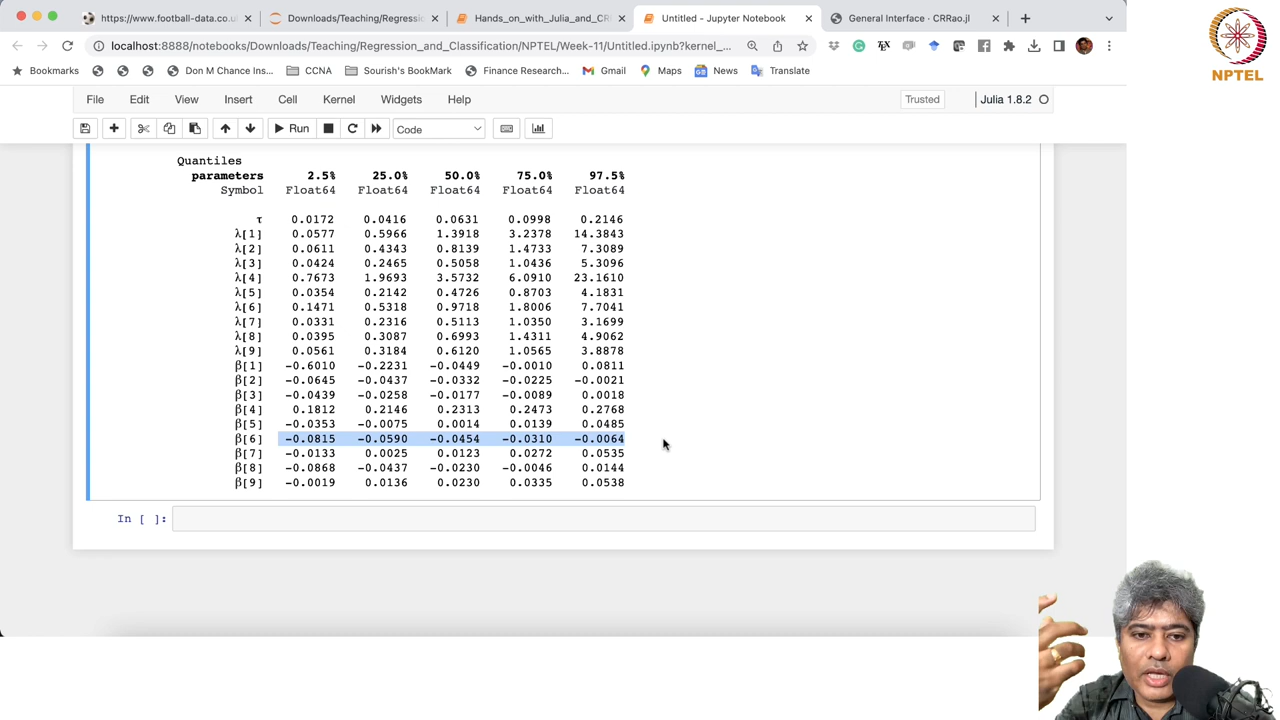 https://www.football-data.co.u
Downloads/Teaching/Regressi
Hands_on_with_Julia_and_CR
Untitled - Jupyter Notebook
General Interface · CRRao.jl
localhost:8888/notebooks/Downloads/Teaching/Regression_and_Classification/NPTEL/Week-11/Untitled.ipynb?kernel_...
Bookmarks
Don M Chance Ins...
CCNA
Sourish's BookMark
Finance Research...
Gmail
Maps
News
Translate
NPTEL
File Edit View Insert Cell Kernel Widgets Help
Trusted
Julia 1.8.2
Run
Code
Quantiles
parameters 2.5% 25.0% 50.0% 75.0% 97.5%
Symbol Float64 Float64 Float64 Float64 Float64
τ 0.0172 0.0416 0.0631 0.0998 0.2146
λ[1] 0.0577 0.5966 1.3918 3.2378 14.3843
λ[2] 0.0611 0.4343 0.8139 1.4733 7.3089
λ[3] 0.0424 0.2465 0.5058 1.0436 5.3096
λ[4] 0.7673 1.9693 3.5732 6.0910 23.1610
λ[5] 0.0354 0.2142 0.4726 0.8703 4.1831
λ[6] 0.1471 0.5318 0.9718 1.8006 7.7041
λ[7] 0.0331 0.2316 0.5113 1.0350 3.1699
λ[8] 0.0395 0.3087 0.6993 1.4311 4.9062
λ[9] 0.0561 0.3184 0.6120 1.0565 3.8878
β[1] -0.6010 -0.2231 -0.0449 -0.0010 0.0811
β[2] -0.0645 -0.0437 -0.0332 -0.0225 -0.0021
β[3] -0.0439 -0.0258 -0.0177 -0.0089 0.0018
β[4] 0.1812 0.2146 0.2313 0.2473 0.2768
β[5] -0.0353 -0.0075 0.0014 0.0139 0.0485
β[6] -0.0815 -0.0590 -0.0454 -0.0310 -0.0064
β[7] -0.0133 0.0025 0.0123 0.0272 0.0535
β[8] -0.0868 -0.0437 -0.0230 -0.0046 0.0144
β[9] -0.0019 0.0136 0.0230 0.0335 0.0538
In [ ]: